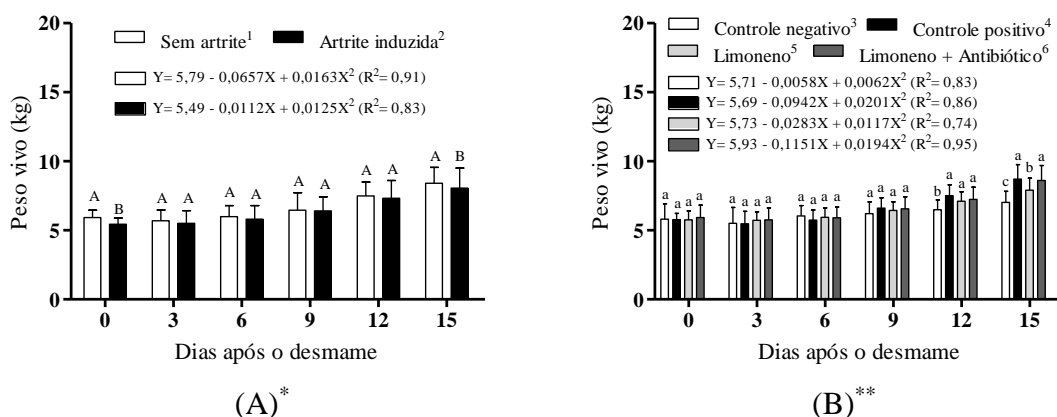 20
15
10
5
0
Peso vivo (kg)
Sem artrite¹ Artrite induzida²
Y= 5,79 - 0,0657X + 0,0163X² (R²= 0,91)
Y= 5,49 - 0,0112X + 0,0125X² (R²= 0,83)
A B A A A A A A A A A B
0 3 6 9 12 15
Dias após o desmame
(A)*
20
15
10
5
0
Peso vivo (kg)
Controle negativo³ Controle positivo⁴
Limoneno⁵ Limoneno + Antibiótico⁶
Y= 5,71 - 0,0058X + 0,0062X² (R²= 0,83)
Y= 5,69 - 0,0942X + 0,0201X² (R²= 0,86)
Y= 5,73 - 0,0283X + 0,0117X² (R²= 0,74)
Y= 5,93 - 0,1151X + 0,0194X² (R²= 0,95)
a a a a a a a a a a a a a a a a b a a a c a b a
0 3 6 9 12 15
Dias após o desmame
(B)**